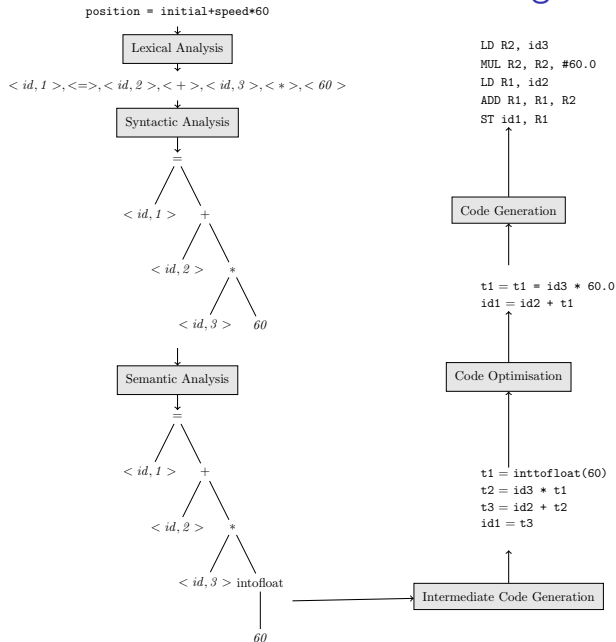 position = initial+speed*60
Lexical Analysis
< id, 1 >,<=>,< id, 2 >,< + >,< id, 3 >,< * >,< 60 >
Syntactic Analysis
=
< id, 1 > +
< id, 2 > *
< id, 3 > 60
Semantic Analysis
=
< id, 1 > +
< id, 2 > *
< id, 3 > intofloat
60
Intermediate Code Generation
t1 = inttofloat(60)
t2 = id3 * t1
t3 = id2 + t2
id1 = t3
Code Optimisation
t1 = t1 = id3 * 60.0
id1 = id2 + t1
Code Generation
LD R2, id3
MUL R2, R2, #60.0
LD R1, id2
ADD R1, R1, R2
ST id1, R1